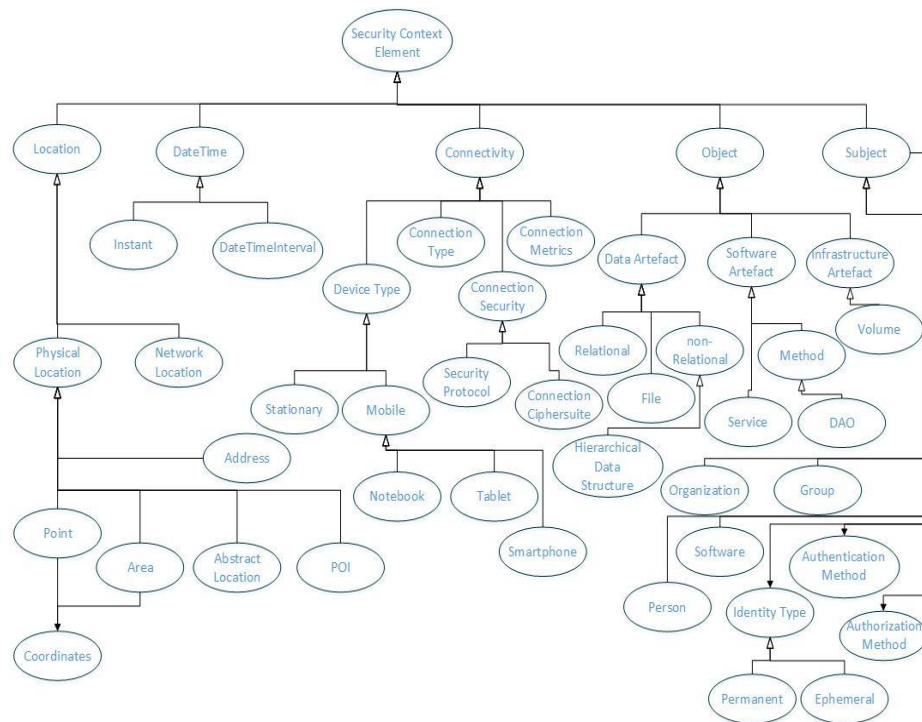 Security Context
Element
Location
DateTime
Connectivity
Object
Subject
Instant
DateTimeInterval
Connection
Type
Connection
Metrics
Data Artefact
Software
Artefact
Infrastructure
Artefact
Device Type
Connection
Security
Volume
Physical
Location
Network
Location
Relational
non-
Relational
Method
Security
Protocol
Stationary
Mobile
Connection
Ciphersuite
File
Service
DAO
Address
Hierarchical
Data
Structure
Notebook
Tablet
Organization
Group
Point
Area
Abstract
Location
POI
Smartphone
Software
Authentication
Method
Person
Identity Type
Authorization
Method
Coordinates
Permanent
Ephemeral